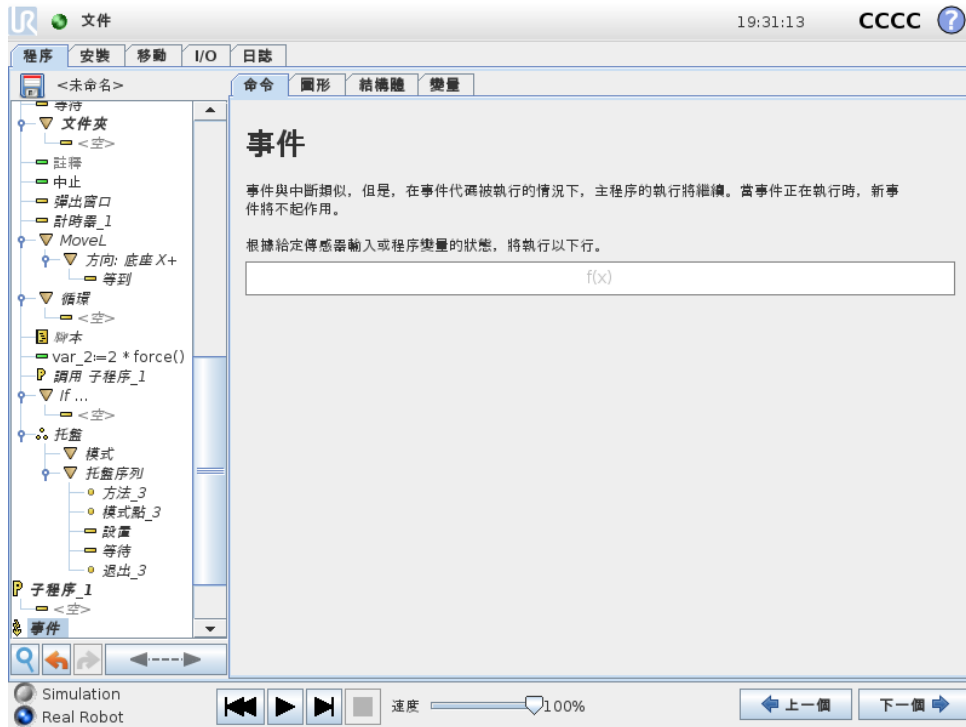 文件
19:31:13
CCCC
?
程序
安裝
移動
I/O
日誌
<未命名>
命令
圖形
結構體
變量
等待
文件夾
<空>
註釋
中止
彈出窗口
計時器_1
MoveL
方向: 底座 X+
等到
循環
<空>
腳本
var_2:=2 * force()
調用 子程序_1
If ...
<空>
托盤
模式
托盤序列
方法_3
模式點_3
設置
等待
退出_3
子程序_1
<空>
事件
事件
事件與中斷類似，但是，在事件代碼被執行的情況下，主程序的執行將繼續。當事件正在執行時，新事
件將不起作用。
根據給定傳感器輸入或程序變量的狀態，將執行以下行。
f(x)
Simulation
Real Robot
速度
100%
上一個
下一個